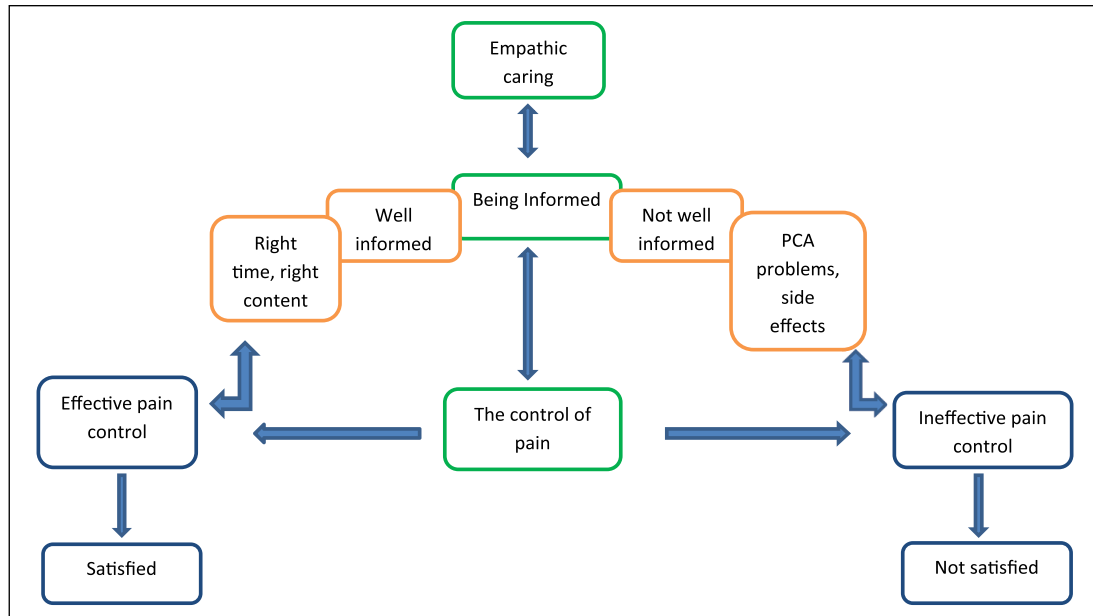 Empathic
caring
Being Informed
Well
informed
Not well
informed
Right
time, right
content
PCA
problems,
side
effects
Effective pain
control
The control of
pain
Ineffective pain
control
Satisfied
Not satisfied